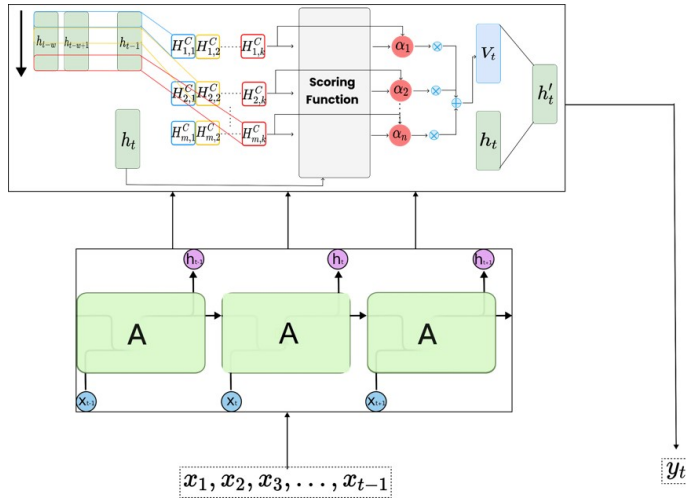 h_{t-w} h_{t-w+1} h_{t-1}
H^C_{1,1} H^C_{1,2} ...... H^C_{1,k}
α_1
V_t
h'_t
Scoring
Function
H^C_{2,1} H^C_{2,2} H^C_{2,k}
α_2
H^C_{m,1} H^C_{m,2} ...... H^C_{m,k}
α_n
h_t
h_t
h_{t-1} h_t h_{t+1}
A A A
x_{t-1} x_t x_{t+1}
x_1, x_2, x_3, ..., x_{t-1}
y_t